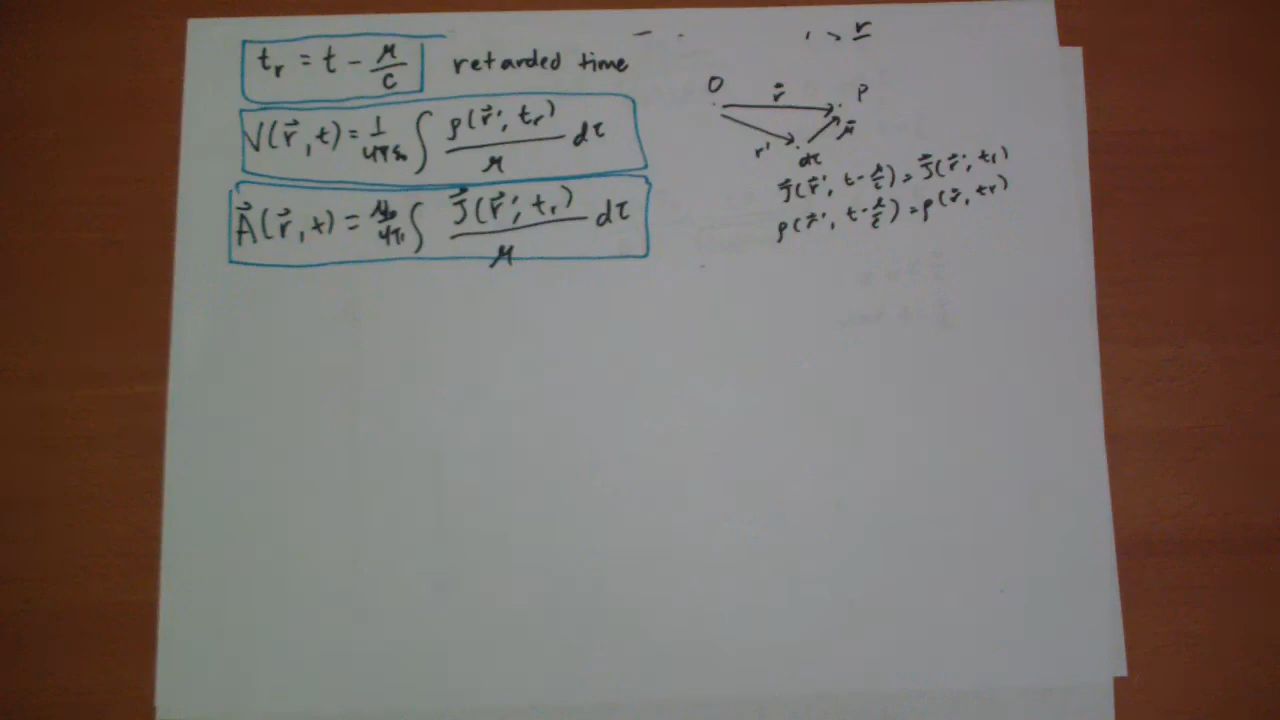 t_r = t - 𝓇/c retarded time
V(r⃗, t) = 1/4πε₀ ∫ ρ(r⃗', t_r)/𝓇 dτ
A⃗(r⃗, t) = μ₀/4π ∫ J⃗(r⃗', t_r)/𝓇 dτ
r
O r⃗ P
r' dτ 𝓇⃗
J⃗(r⃗', t - 𝓇/c) = J⃗(r⃗', t_r)
ρ(r⃗', t - 𝓇/c) = ρ(r⃗', t_r)